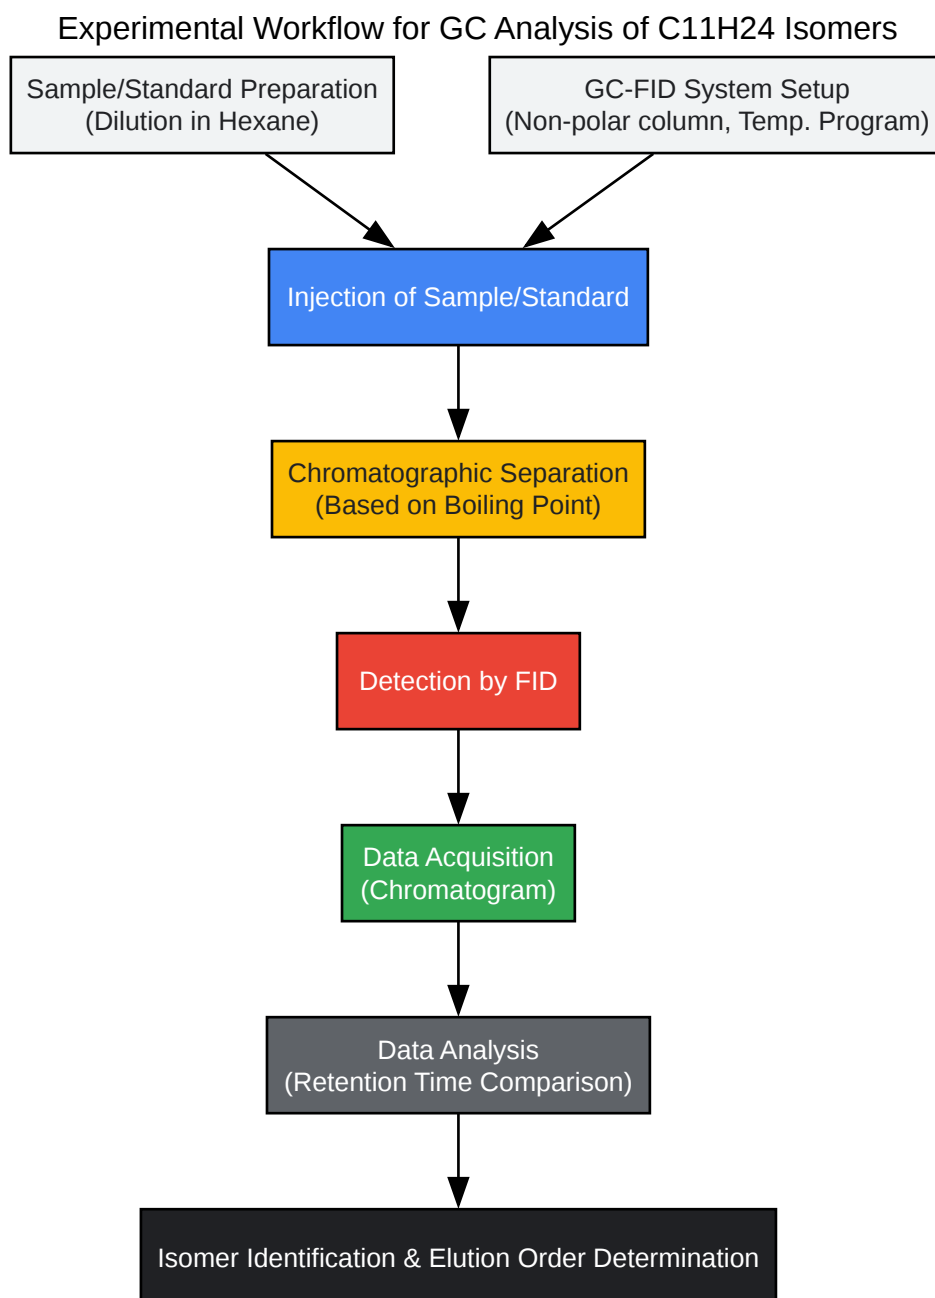 Experimental Workflow for GC Analysis of C11H24 Isomers
Sample/Standard Preparation
(Dilution in Hexane)
GC-FID System Setup
(Non-polar column, Temp. Program)
Injection of Sample/Standard
Chromatographic Separation
(Based on Boiling Point)
Detection by FID
Data Acquisition
(Chromatogram)
Data Analysis
(Retention Time Comparison)
Isomer Identification & Elution Order Determination